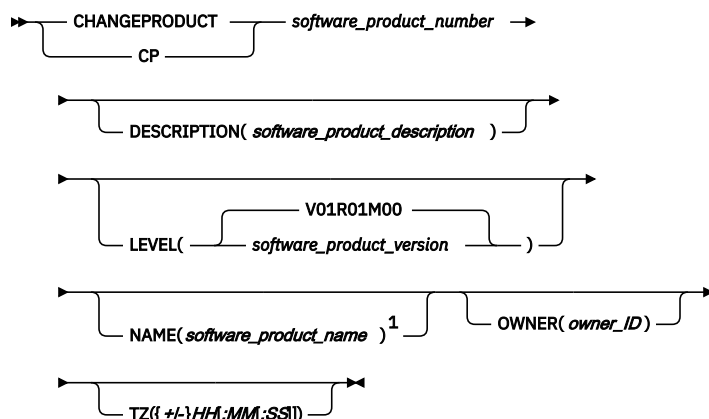 CHANGEPRODUCT software_product_number
CP
DESCRIPTION( software_product_description )
V01R01M00
LEVEL( software_product_version )
NAME(software_product_name )1 OWNER( owner_ID )
TZ({ +/-}HH[:MM[:SS]])